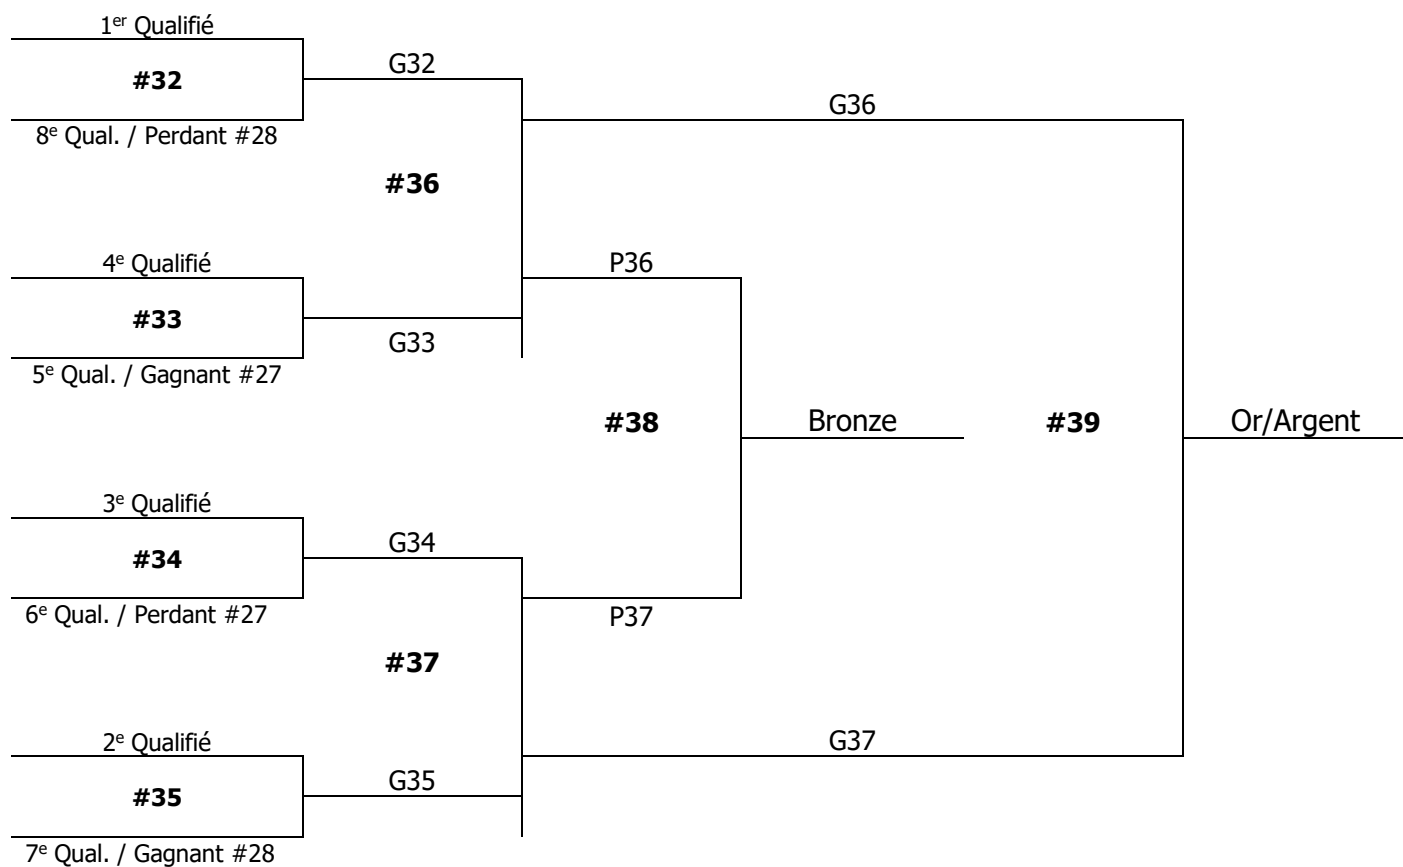 1er Qualifié
#32
8e Qual. / Perdant #28
G32
#36
G36
4e Qualifié
#33
5e Qual. / Gagnant #27
G33
P36
#38
Bronze
#39
Or/Argent
3e Qualifié
#34
6e Qual. / Perdant #27
G34
P37
#37
2e Qualifié
#35
7e Qual. / Gagnant #28
G35
G37